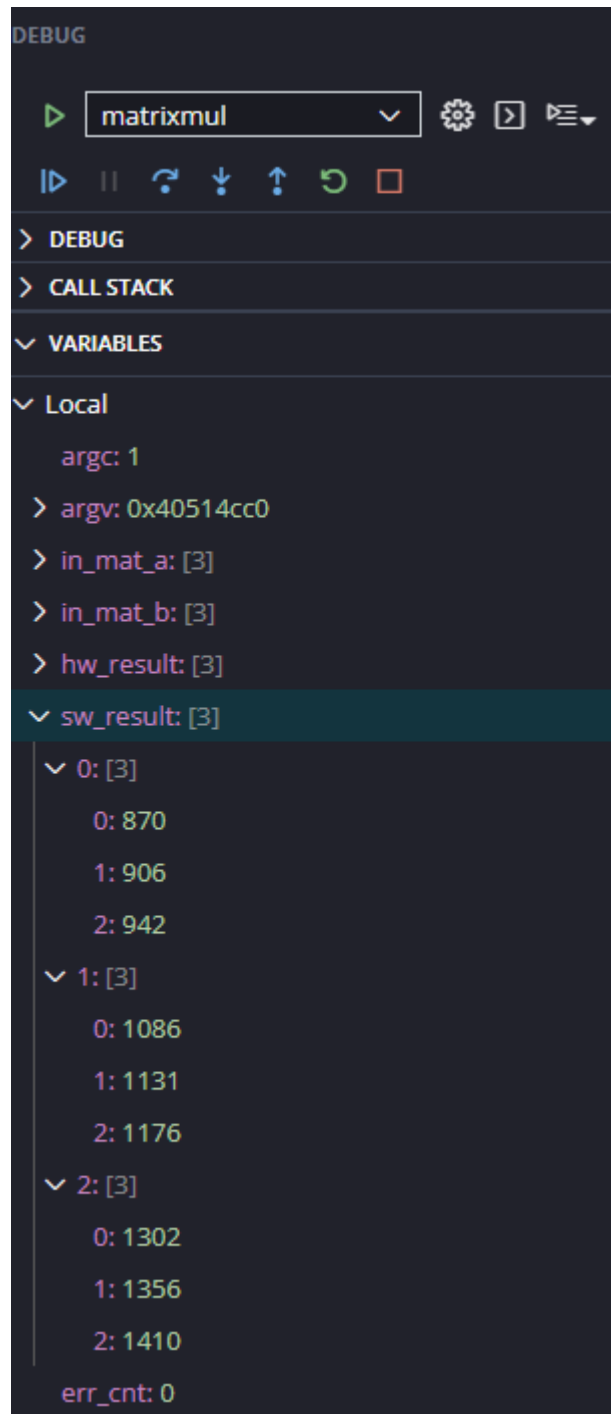 DEBUG
matrixmul
DEBUG
CALL STACK
VARIABLES
Local
argc: 1
argv: 0x40514cc0
in_mat_a: [3]
in_mat_b: [3]
hw_result: [3]
sw_result: [3]
0: [3]
0: 870
1: 906
2: 942
1: [3]
0: 1086
1: 1131
2: 1176
2: [3]
0: 1302
1: 1356
2: 1410
err_cnt: 0